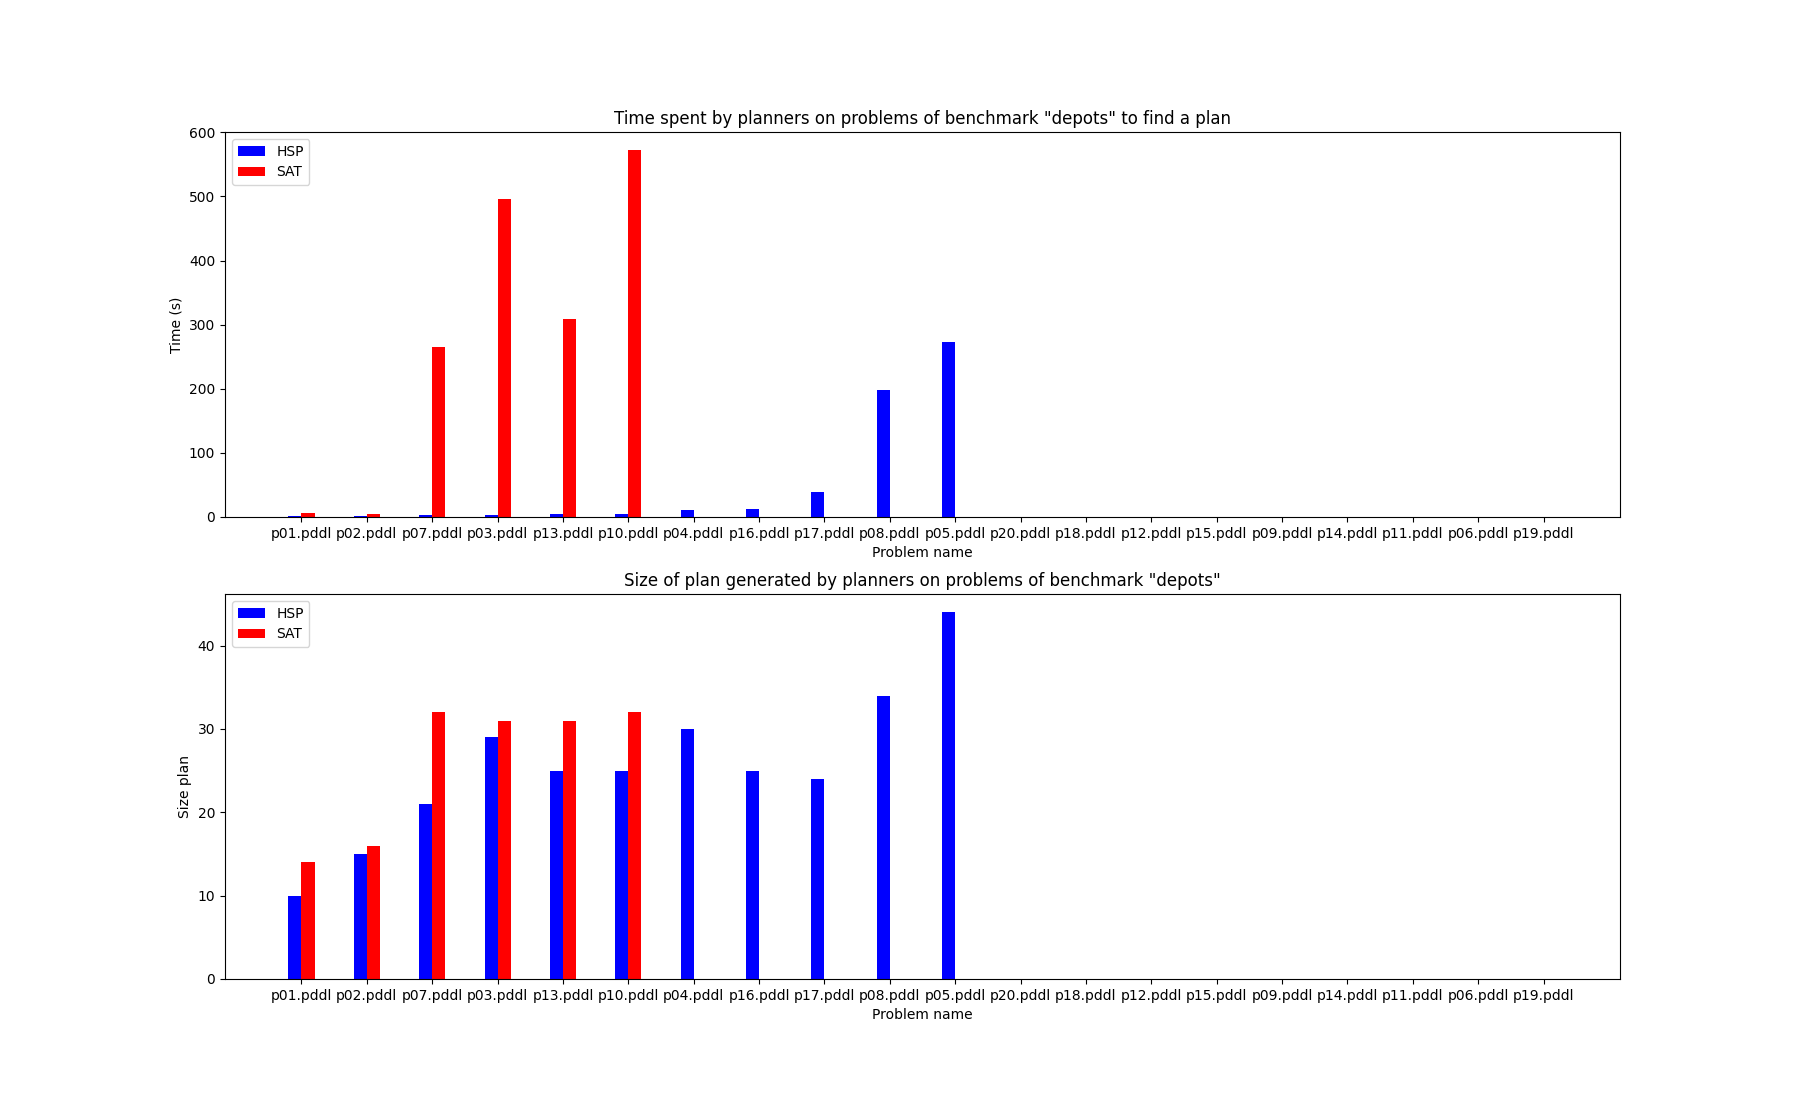 Time spent by planners on problems of benchmark "depots" to find a plan
600
500
400
300
200
100
0
Time (s)
HSP
SAT
p01.pddl p02.pddl p07.pddl p03.pddl p13.pddl p10.pddl p04.pddl p16.pddl p17.pddl p08.pddl p05.pddl p20.pddl p18.pddl p12.pddl p15.pddl p09.pddl p14.pddl p11.pddl p06.pddl p19.pddl
Problem name
Size of plan generated by planners on problems of benchmark "depots"
40
30
20
10
0
Size plan
HSP
SAT
p01.pddl p02.pddl p07.pddl p03.pddl p13.pddl p10.pddl p04.pddl p16.pddl p17.pddl p08.pddl p05.pddl p20.pddl p18.pddl p12.pddl p15.pddl p09.pddl p14.pddl p11.pddl p06.pddl p19.pddl
Problem name